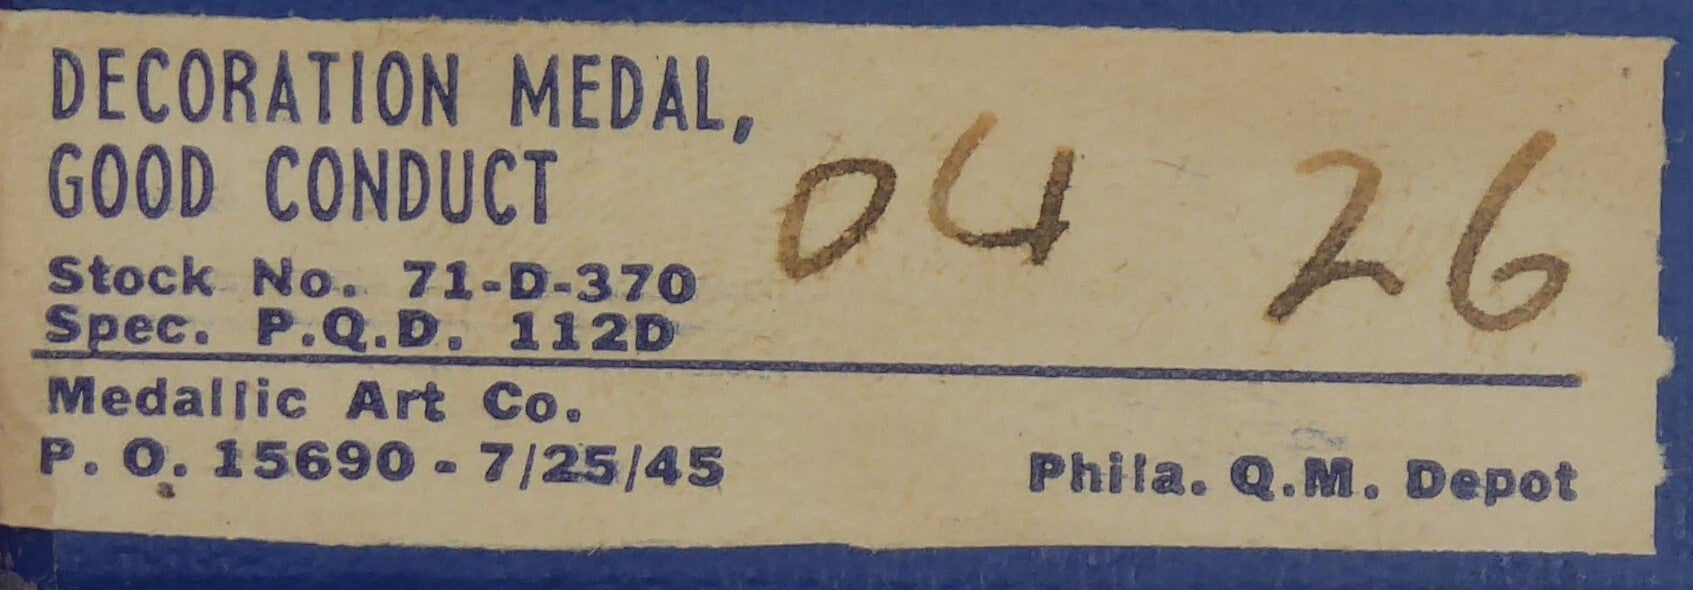 DECORATION MEDAL,
GOOD CONDUCT
04 26
Stock No. 71-D-370
Spec. P.Q.D. 112D
Medallic Art Co.
P. O. 15690 - 7/25/45
Phila. Q.M. Depot